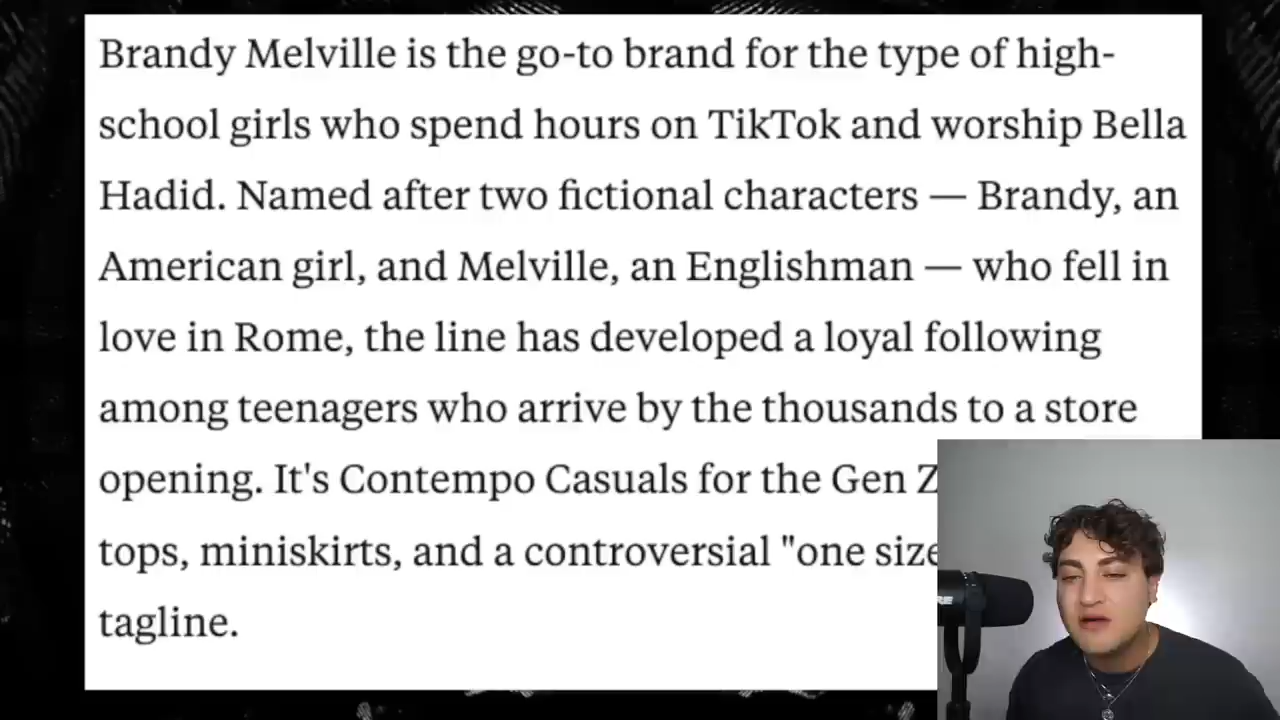 Brandy Melville is the go-to brand for the type of high-
school girls who spend hours on TikTok and worship Bella
Hadid. Named after two fictional characters — Brandy, an
American girl, and Melville, an Englishman — who fell in
love in Rome, the line has developed a loyal following
among teenagers who arrive by the thousands to a store
opening. It's Contempo Casuals for the Gen Z
tops, miniskirts, and a controversial "one size
tagline.